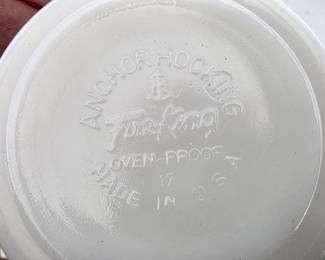 ANCHOR HOCKING
Fire-King
OVEN-PROOF
17
MADE IN U.S.A